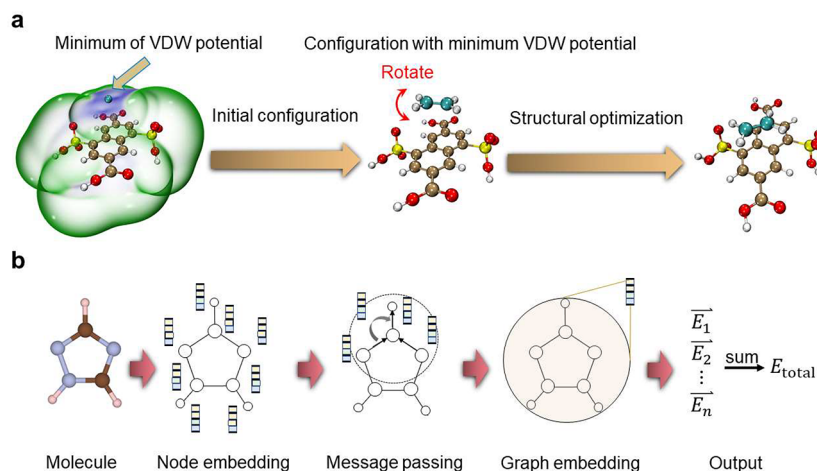 a
Minimum of VDW potential
Configuration with minimum VDW potential
Rotate
Initial configuration
Structural optimization
b
E₁
E₂
sum
E_total
⋮
Eₙ
Molecule
Node embedding
Message passing
Graph embedding
Output